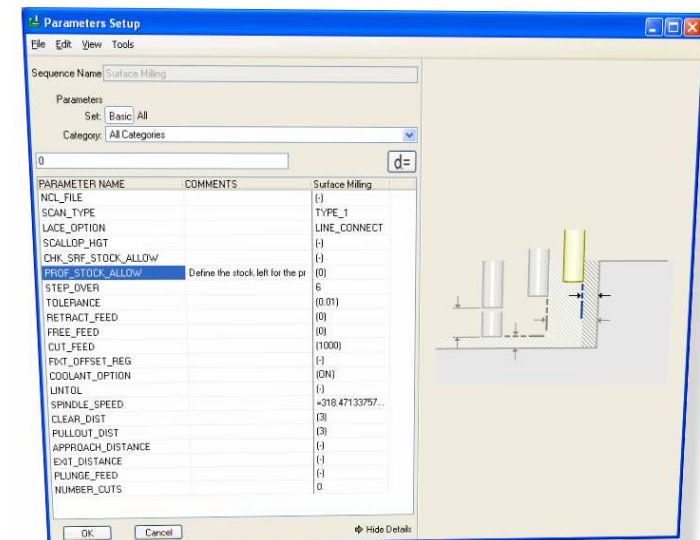 Parameters Setup
File Edit View Tools
Sequence Name Surface Milling
Parameters
Set: Basic All
Category: All Categories
0
d=
PARAMETER NAME COMMENTS Surface Milling
NCL_FILE (-)
SCAN_TYPE TYPE_1
LACE_OPTION LINE_CONNECT
SCALLOP_HGT (-)
CHK_SRF_STOCK_ALLOW (-)
PROF_STOCK_ALLOW Define the stock left for the pr (0)
STEP_OVER 6
TOLERANCE (0.01)
RETRACT_FEED (0)
FREE_FEED (0)
CUT_FEED (1000)
FIXT_OFFSET_REG (-)
COOLANT_OPTION (ON)
LINTOL (-)
SPINDLE_SPEED =318.47133757...
CLEAR_DIST (3)
PULLOUT_DIST (3)
APPROACH_DISTANCE (-)
EXIT_DISTANCE (-)
PLUNGE_FEED (-)
NUMBER_CUTS 0
OK Cancel Hide Details